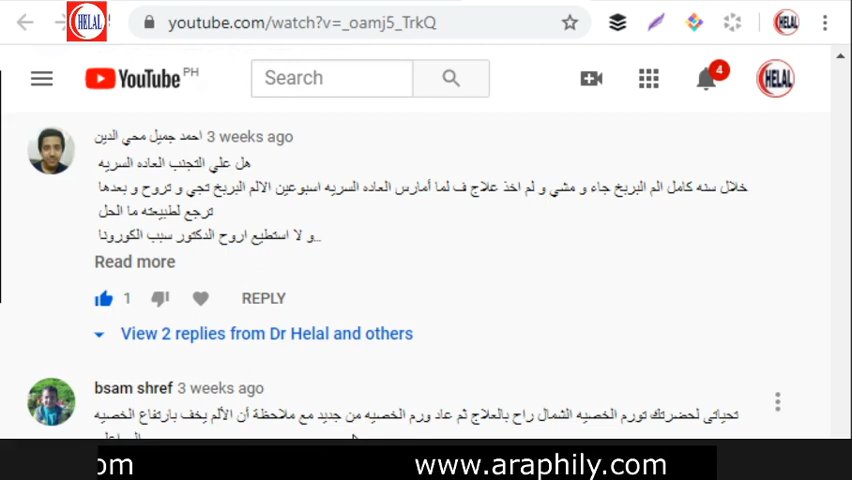 HELAL
youtube.com/watch?v=_oamj5_TrkQ
HELAL
YouTube PH
Search
4
HELAL
احمد جميل محي الدين 3 weeks ago
هل علي التجنب العاده السريه
خلال سنه كامل الم البربخ جاء و مشي و لم اخذ علاج ف لما أمارس العاده السريه اسبوعين الالم البربخ تجي و تروح و بعدها
ترجع لطبيعته ما الحل
و لا استطيع اروح الدكتور سبب الكورونا...
Read more
1 REPLY
View 2 replies from Dr Helal and others
bsam shref 3 weeks ago
تحياتى لحضرتك تورم الخصيه الشمال راح بالعلاج ثم عاد ورم الخصيه من جديد مع ملاحظة أن الألم يخف بارتفاع الخصيه
om www.araphily.com